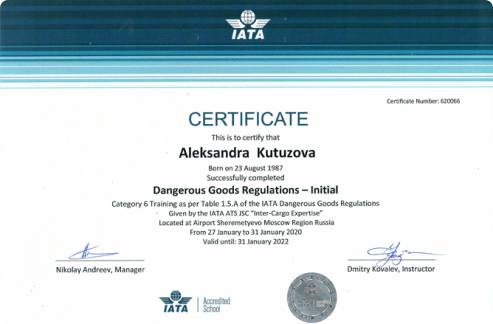 IATA
Certificate Number: 620066
CERTIFICATE
This is to certify that
Aleksandra Kutuzova
Born on 23 August 1987
Successfully completed
Dangerous Goods Regulations – Initial
Category 6 Training as per Table 1.5.A of the IATA Dangerous Goods Regulations
Given by the IATA ATS JSC "Inter-Cargo Expertise"
Located at Airport Sheremetyevo Moscow Region Russia
From 27 January to 31 January 2020
Valid until: 31 January 2022
Nikolay Andreev, Manager
Dmitry Kovalev, Instructor
IATA
Accredited
School